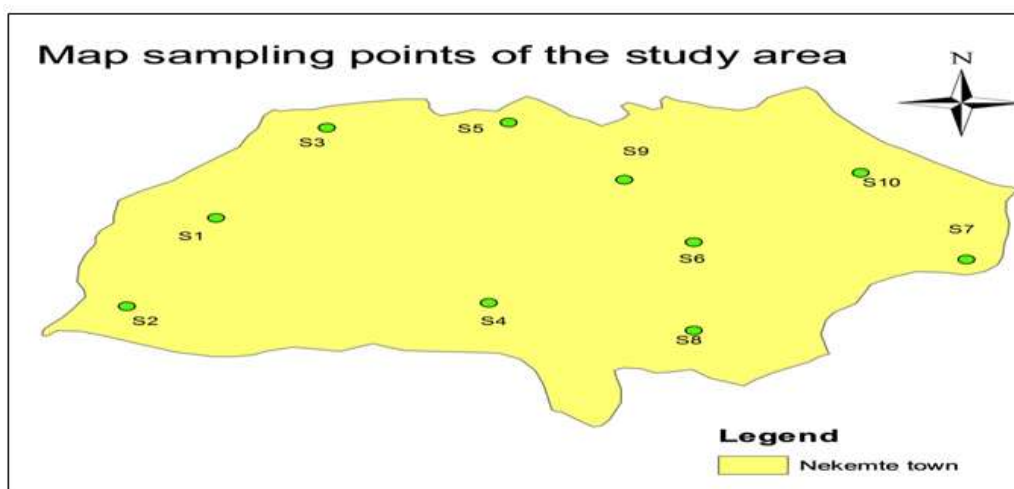 Map sampling points of the study area
N
S3
S5
S9
S10
S1
S7
S6
S2
S4
S8
Legend
Nekemte town